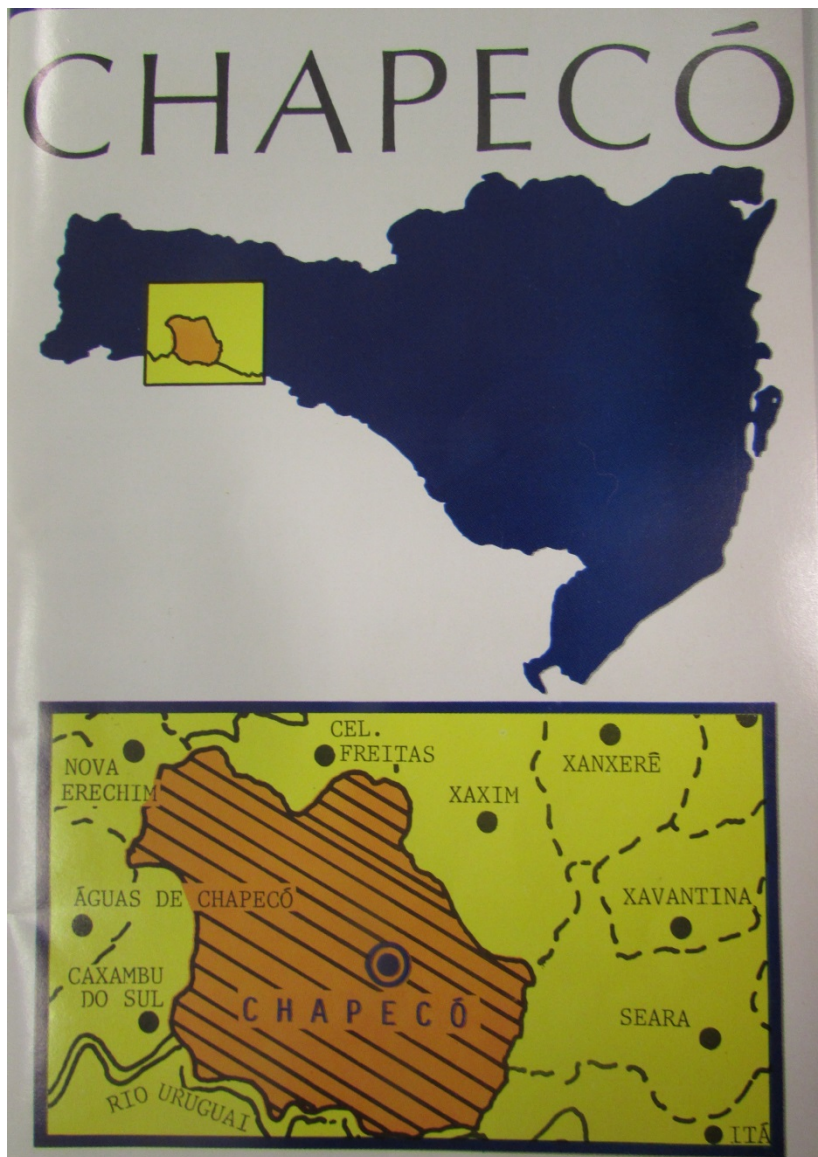 CHAPECÓ
CEL.
FREITAS
NOVA
ERECHIM
XANXERÊ
XAXIM
ÁGUAS DE CHAPECÓ
XAVANTINA
CAXAMBU
DO SUL
CHAPECÓ
SEARA
RIO URUGUAI
ITÁ